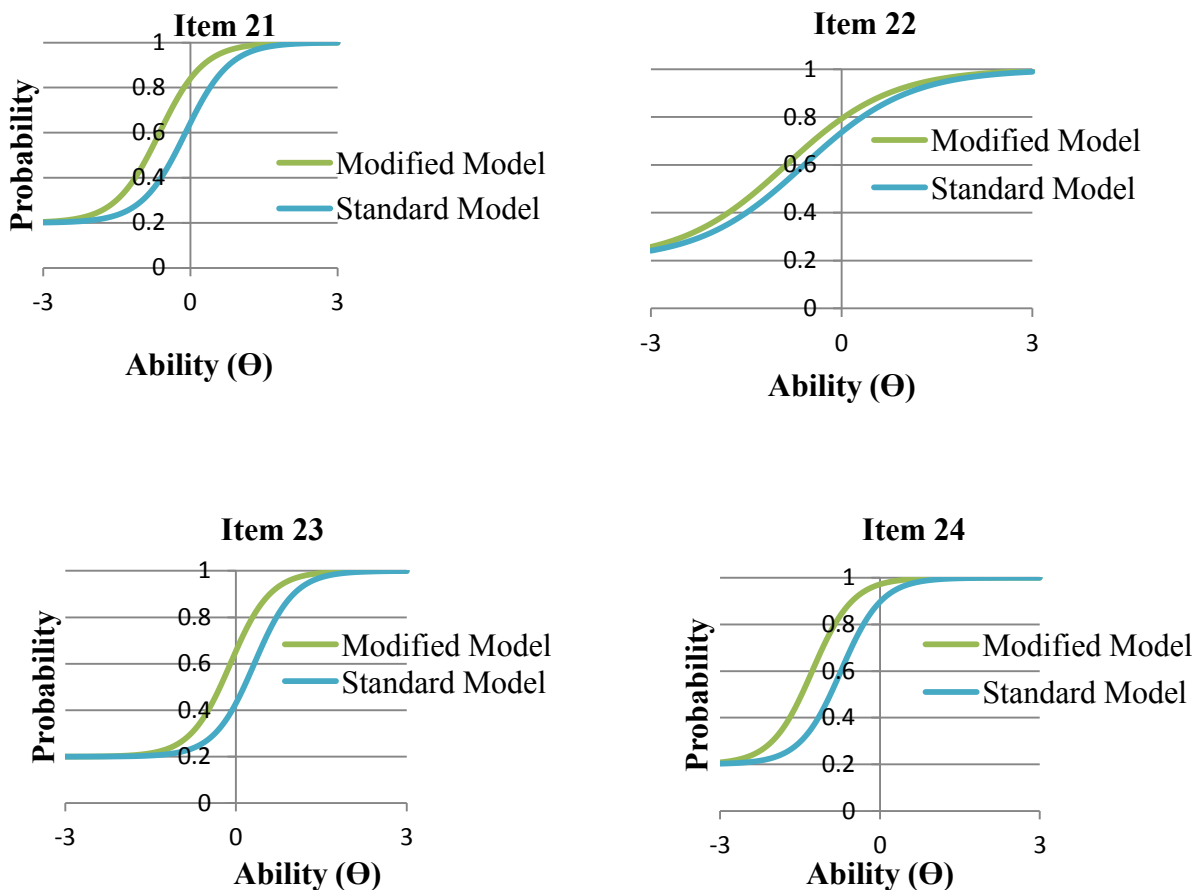 Item 21
Probability
1
0.8
0.6
0.4
0.2
0
-3
0
3
Modified Model
Standard Model
Ability (Ɵ)
Item 22
1
0.8
0.6
0.4
0.2
0
-3
0
3
Modified Model
Standard Model
Ability (Ɵ)
Item 23
Probability
1
0.8
0.6
0.4
0.2
0
-3
0
3
Modified Model
Standard Model
Ability (Ɵ)
Item 24
Probability
1
0.8
0.6
0.4
0.2
0
-3
0
3
Modified Model
Standard Model
Ability (Ɵ)